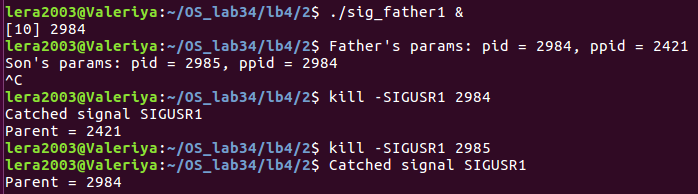 lera2003@Valeriya:~/OS_lab34/lb4/2$ ./sig_father1 &
[10] 2984
lera2003@Valeriya:~/OS_lab34/lb4/2$ Father's params: pid = 2984, ppid = 2421
Son's params: pid = 2985, ppid = 2984
^C
lera2003@Valeriya:~/OS_lab34/lb4/2$ kill -SIGUSR1 2984
Catched signal SIGUSR1
Parent = 2421
lera2003@Valeriya:~/OS_lab34/lb4/2$ kill -SIGUSR1 2985
lera2003@Valeriya:~/OS_lab34/lb4/2$ Catched signal SIGUSR1
Parent = 2984